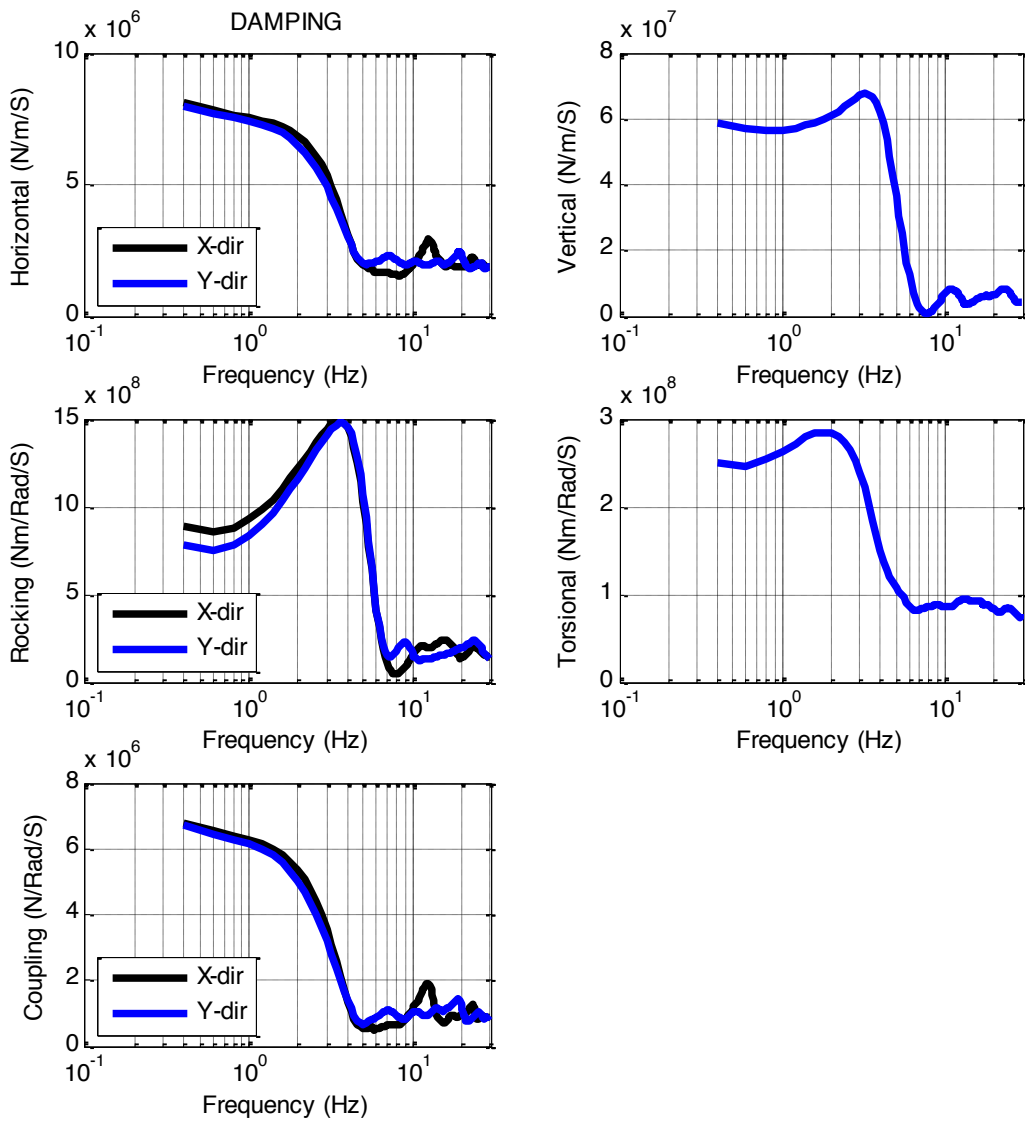 DAMPING
x 10^6
10
5
0
Horizontal (N/m/S)
X-dir
Y-dir
10^-1 10^0 10^1
Frequency (Hz)
x 10^7
8
6
4
2
0
Vertical (N/m/S)
10^-1 10^0 10^1
Frequency (Hz)
x 10^8
15
10
5
0
Rocking (Nm/Rad/S)
X-dir
Y-dir
10^-1 10^0 10^1
Frequency (Hz)
x 10^8
3
2
1
0
Torsional (Nm/Rad/S)
10^-1 10^0 10^1
Frequency (Hz)
x 10^6
8
6
4
2
0
Coupling (N/Rad/S)
X-dir
Y-dir
10^-1 10^0 10^1
Frequency (Hz)